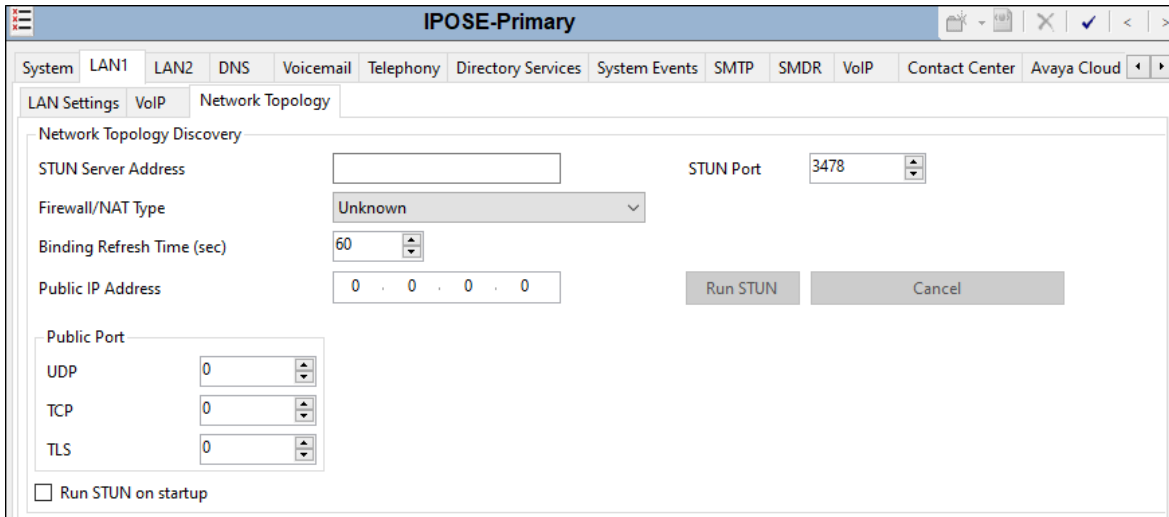 IPOSE-Primary
System LAN1 LAN2 DNS Voicemail Telephony Directory Services System Events SMTP SMDR VoIP Contact Center Avaya Cloud
LAN Settings VoIP Network Topology
Network Topology Discovery
STUN Server Address STUN Port 3478
Firewall/NAT Type Unknown
Binding Refresh Time (sec) 60
Public IP Address 0 . 0 . 0 . 0 Run STUN Cancel
Public Port
UDP 0
TCP 0
TLS 0
Run STUN on startup